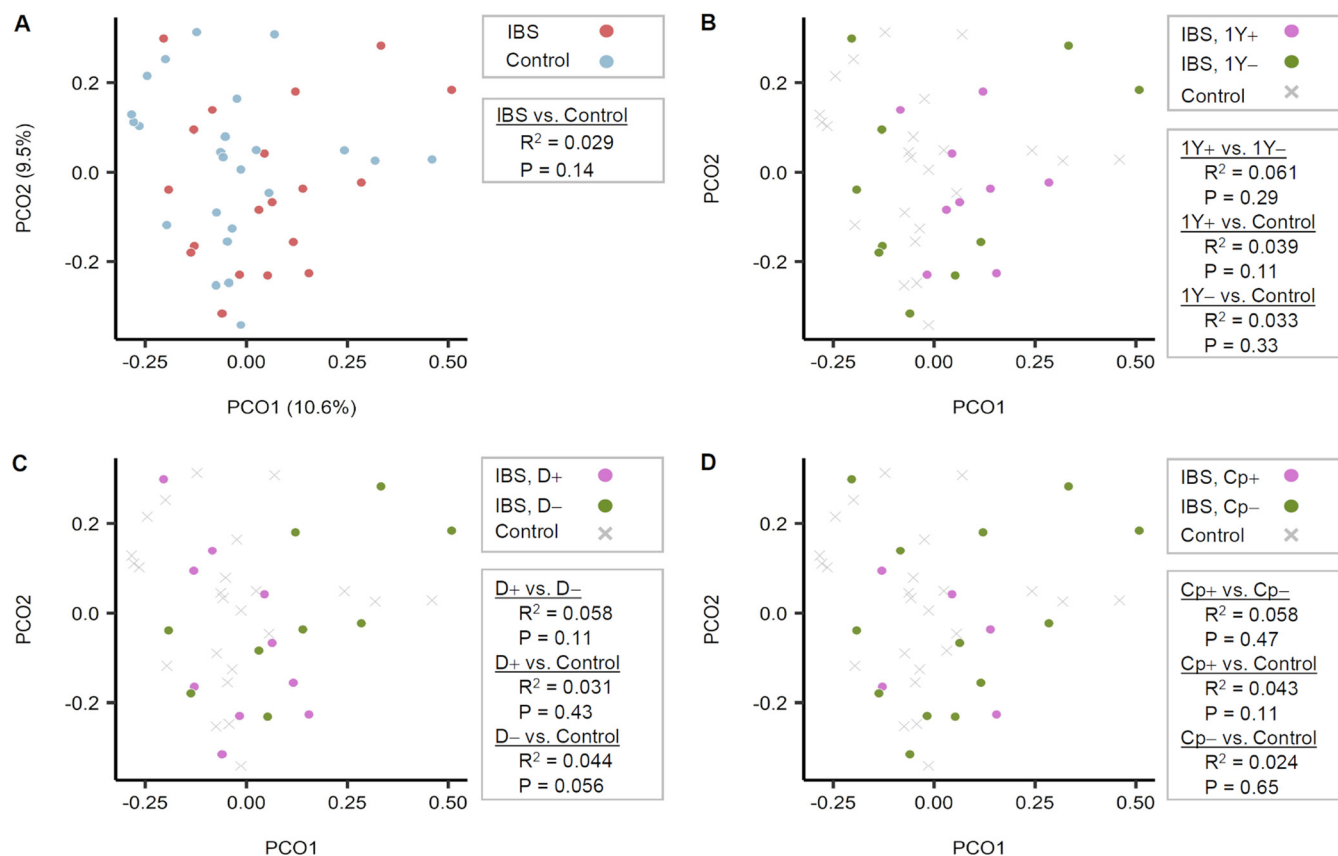 A
IBS
Control
IBS vs. Control
R² = 0.029
P = 0.14
PCO2 (9.5%)
0.2
0.0
-0.2
-0.25
0.00
0.25
0.50
PCO1 (10.6%)
B
IBS, 1Y+
IBS, 1Y−
Control
1Y+ vs. 1Y−
R² = 0.061
P = 0.29
1Y+ vs. Control
R² = 0.039
P = 0.11
1Y− vs. Control
R² = 0.033
P = 0.33
PCO2
0.2
0.0
-0.2
-0.25
0.00
0.25
0.50
PCO1
C
IBS, D+
IBS, D−
Control
D+ vs. D−
R² = 0.058
P = 0.11
D+ vs. Control
R² = 0.031
P = 0.43
D− vs. Control
R² = 0.044
P = 0.056
PCO2
0.2
0.0
-0.2
-0.25
0.00
0.25
0.50
PCO1
D
IBS, Cp+
IBS, Cp−
Control
Cp+ vs. Cp−
R² = 0.058
P = 0.47
Cp+ vs. Control
R² = 0.043
P = 0.11
Cp− vs. Control
R² = 0.024
P = 0.65
PCO2
0.2
0.0
-0.2
-0.25
0.00
0.25
0.50
PCO1